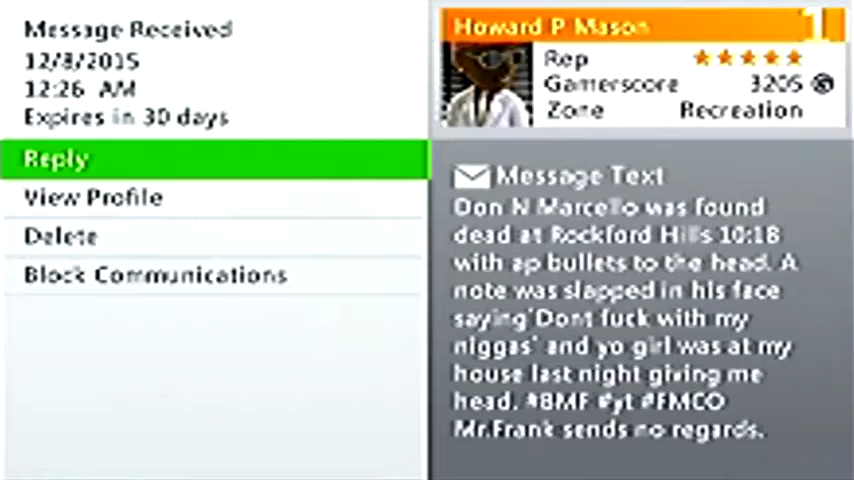 Message Received
12/8/2015
12:26 AM
Expires in 30 days
Reply
View Profile
Delete
Block Communications
Howard P Mason 1
Rep
Gamerscore 3205 G
Zone Recreation
Message Text
Don N Marcello was found
dead at Rockford Hills 10:18
with ap bullets to the head. A
note was slapped in his face
saying'Dont fuck with my
niggas' and yo girl was at my
house last night giving me
head. #BMF #yt #FMCO
Mr.Frank sends no regards.